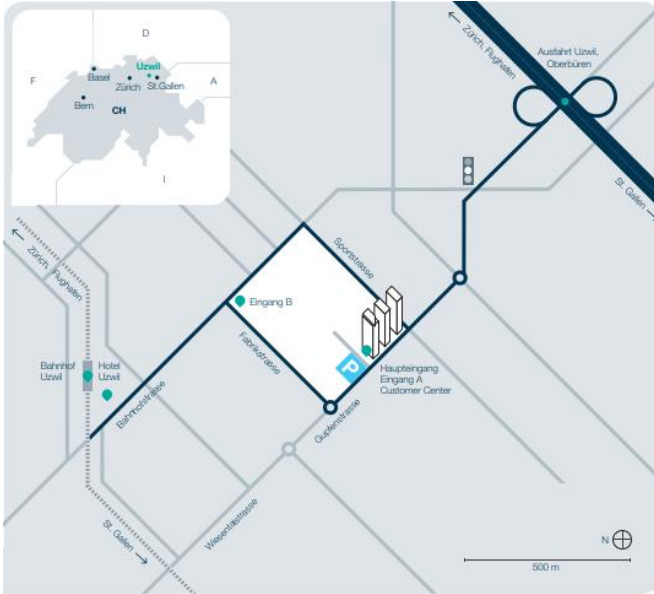 D
F
Uzwil
Basel
Zürich
St.Gallen
A
Bern
CH
I
Zürich, Flughafen
Ausfahrt Uzwil,
Oberbüren
St. Gallen
Zürich, Flughafen
Sportstrasse
Eingang B
Fabrikstrasse
P
Bahnhof
Uzwil
Hotel
Uzwil
Bahnhofstrasse
Haupteingang
Eingang A
Customer Center
Gupfenstrasse
Wiesentalstrasse
St. Gallen
N
500 m